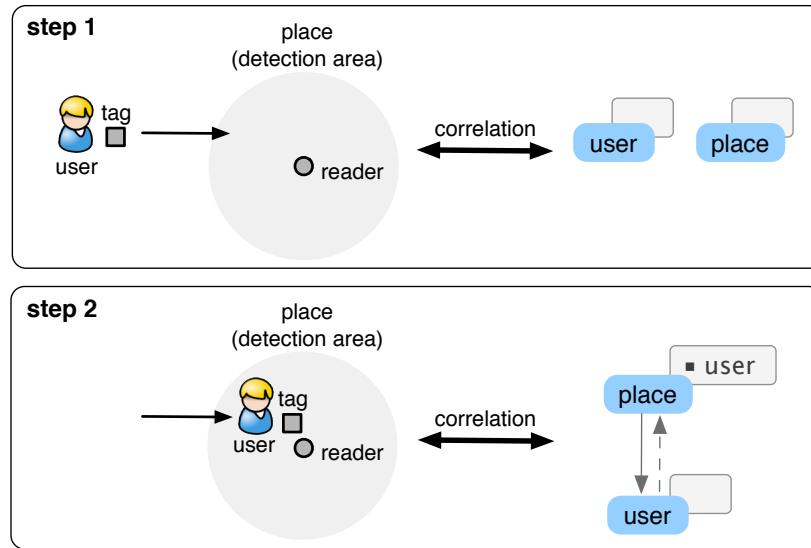 step 1
place
(detection area)
tag
user
reader
correlation
user
place
step 2
place
(detection area)
tag
user
reader
correlation
▪ user
place
user